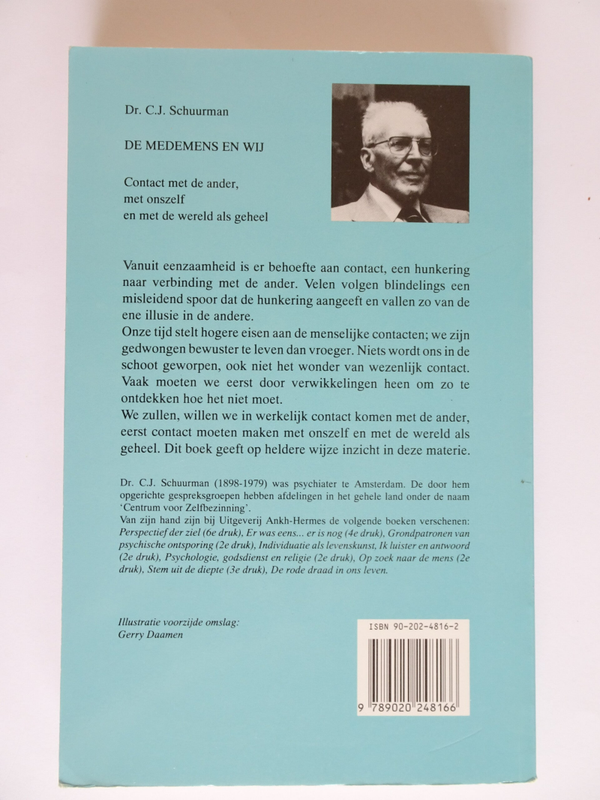 Dr. C.J. Schuurman
DE MEDEMENS EN WIJ
Contact met de ander,
met onszelf
en met de wereld als geheel
Vanuit eenzaamheid is er behoefte aan contact, een hunkering
naar verbinding met de ander. Velen volgen blindelings een
misleidend spoor dat de hunkering aangeeft en vallen zo van de
ene illusie in de andere.
Onze tijd stelt hogere eisen aan de menselijke contacten; we zijn
gedwongen bewuster te leven dan vroeger. Niets wordt ons in de
schoot geworpen, ook niet het wonder van wezenlijk contact.
Vaak moeten we eerst door verwikkelingen heen om zo te
ontdekken hoe het niet moet.
We zullen, willen we in werkelijk contact komen met de ander,
eerst contact moeten maken met onszelf en met de wereld als
geheel. Dit boek geeft op heldere wijze inzicht in deze materie.
Dr. C.J. Schuurman (1898-1979) was psychiater te Amsterdam. De door hem
opgerichte gespreksgroepen hebben afdelingen in het gehele land onder de naam
‘Centrum voor Zelfbezinning’.
Van zijn hand zijn bij Uitgeverij Ankh-Hermes de volgende boeken verschenen:
Perspectief der ziel (6e druk), Er was eens... er is nog (4e druk), Grondpatronen van
psychische ontsporing (2e druk), Individuatie als levenskunst, Ik luister en antwoord
(2e druk), Psychologie, godsdienst en religie (2e druk), Op zoek naar de mens (2e
druk), Stem uit de diepte (3e druk), De rode draad in ons leven.
Illustratie voorzijde omslag:
Gerry Daamen
ISBN 90-202-4816-2
9 789020 248166